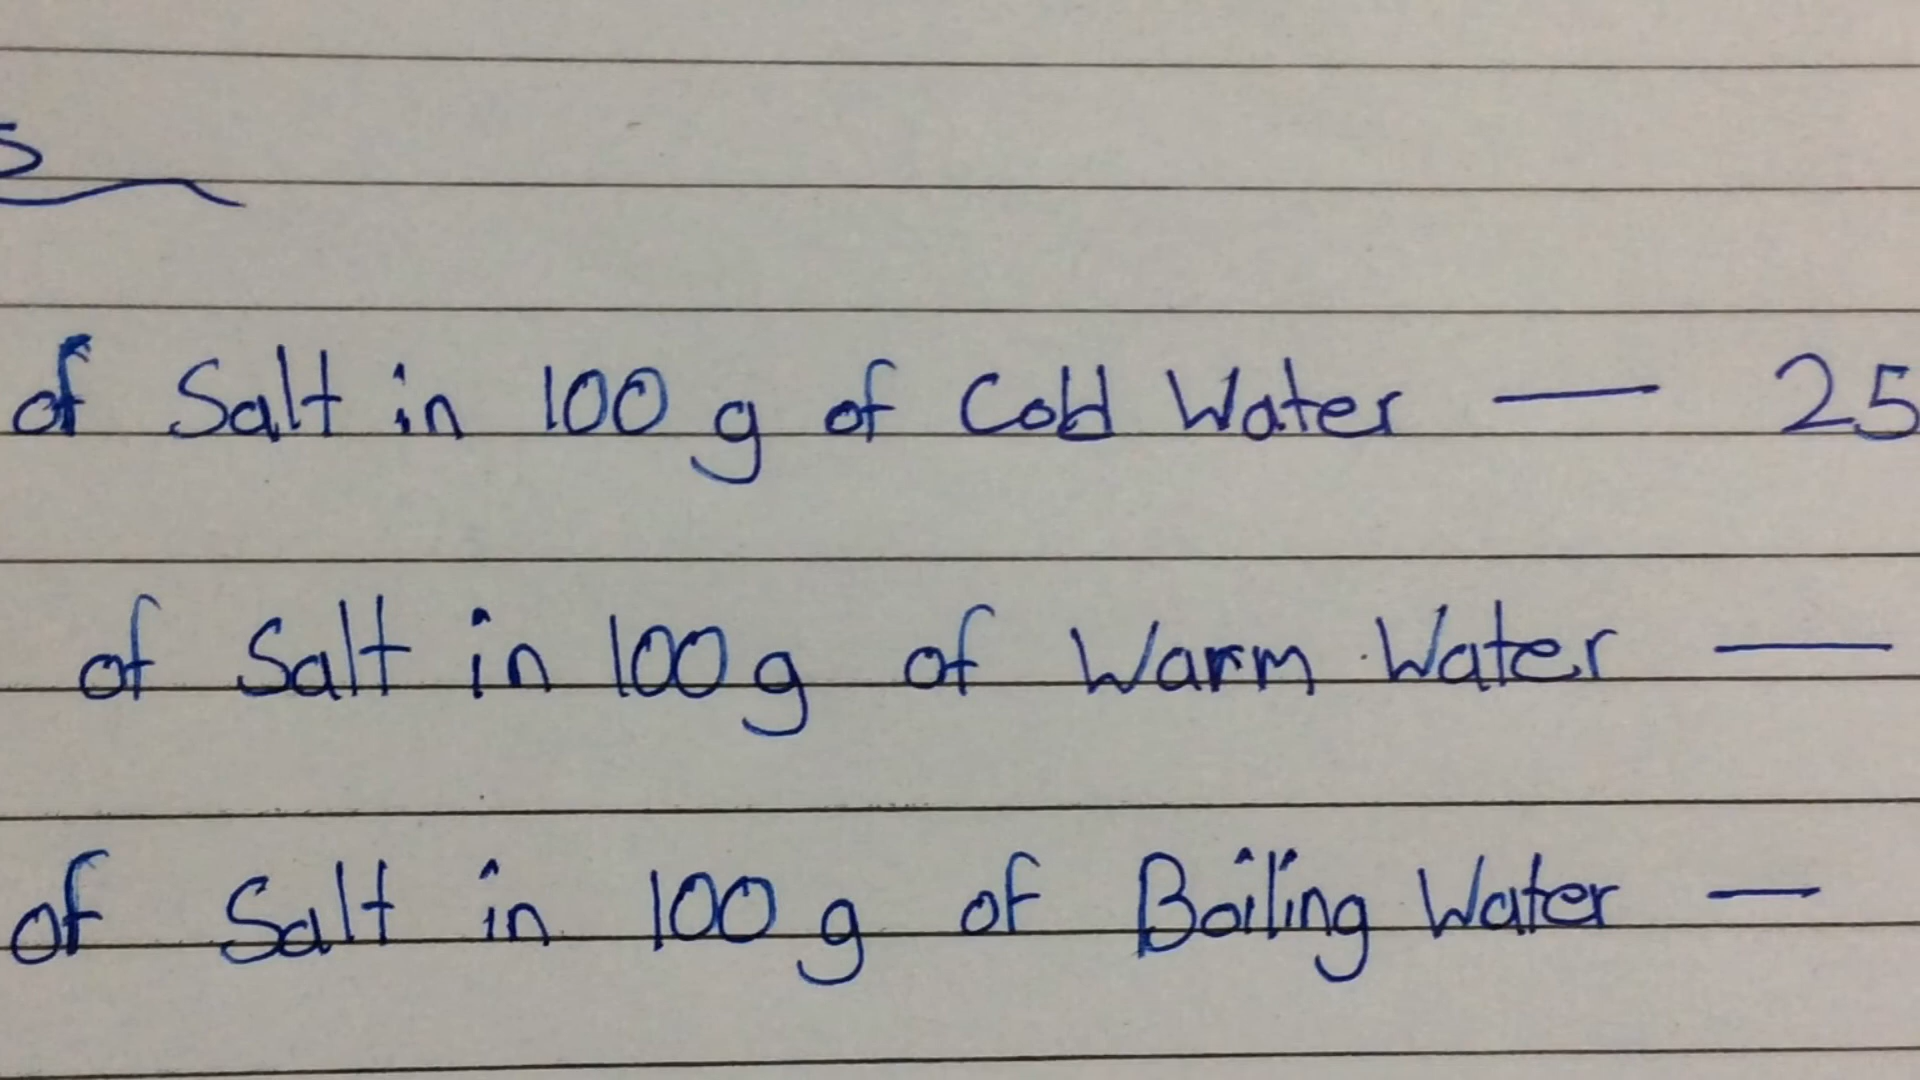 s
of Salt in 100 g of Cold Water — 25
of Salt in 100g of Warm Water —
of Salt in 100 g of Boiling Water —